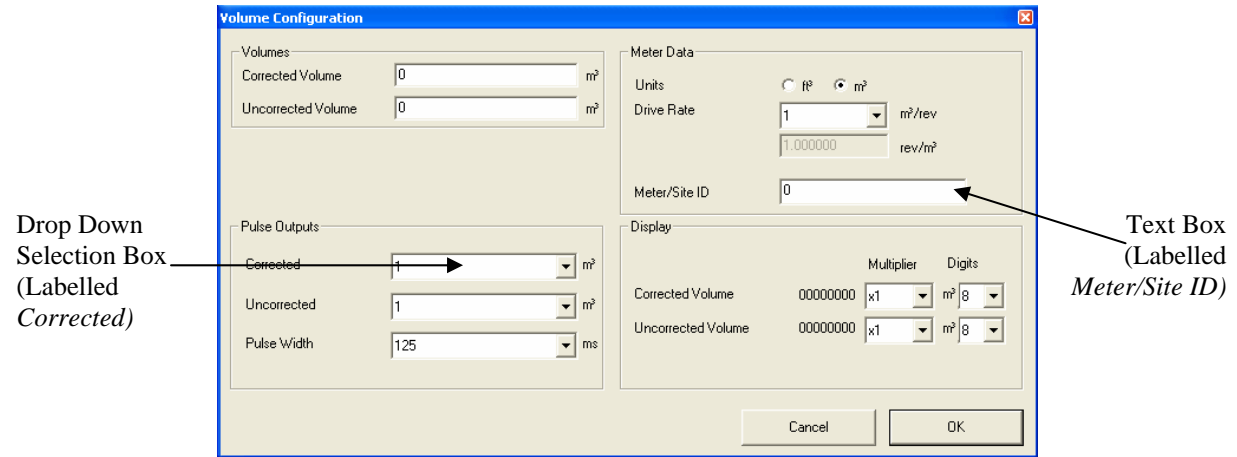 Volume Configuration
Volumes
Corrected Volume 0 m³
Uncorrected Volume 0 m³
Meter Data
Units ft³ m³
Drive Rate 1 m³/rev
1.000000 rev/m³
Meter/Site ID 0
Drop Down
Selection Box
(Labelled
Corrected)
Pulse Outputs
Corrected 1 m³
Uncorrected 1 m³
Pulse Width 125 ms
Display
Multiplier Digits
Corrected Volume 00000000 x1 m³ 8
Uncorrected Volume 00000000 x1 m³ 8
Text Box
(Labelled
Meter/Site ID)
Cancel OK